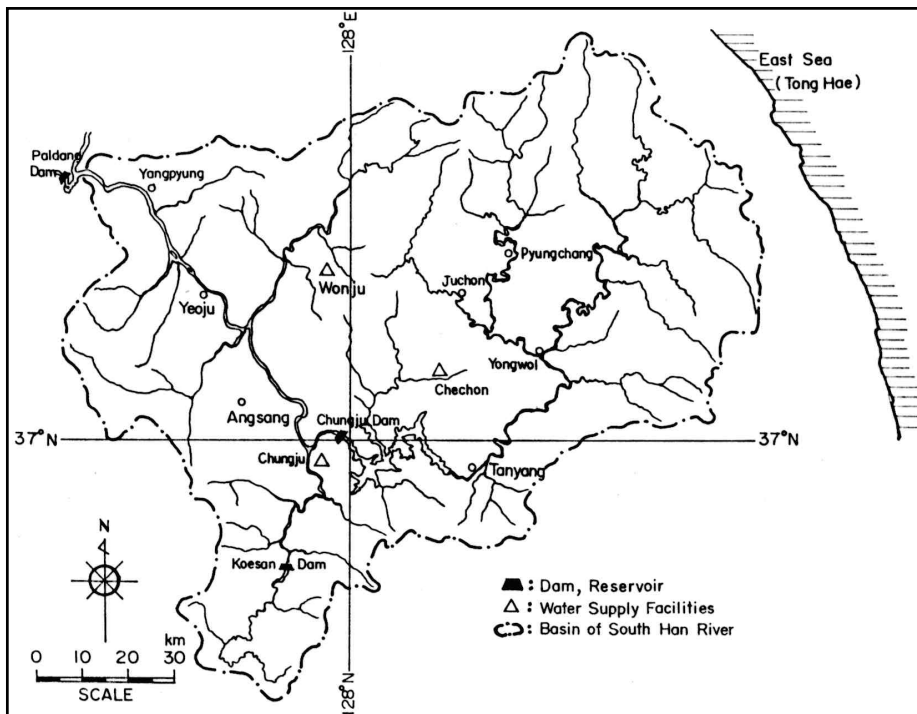 128°E
East Sea
(Tong Hae)
Paldang
Dam
Yangpyung
Pyungchang
Wonju
Juchon
Yeoju
Yongwol
Chechon
Angsang
Chungju Dam
37°N
37°N
Chungju
Tanyang
N
Koesan Dam
: Dam, Reservoir
: Water Supply Facilities
: Basin of South Han River
km
0 10 20 30
SCALE
128°N